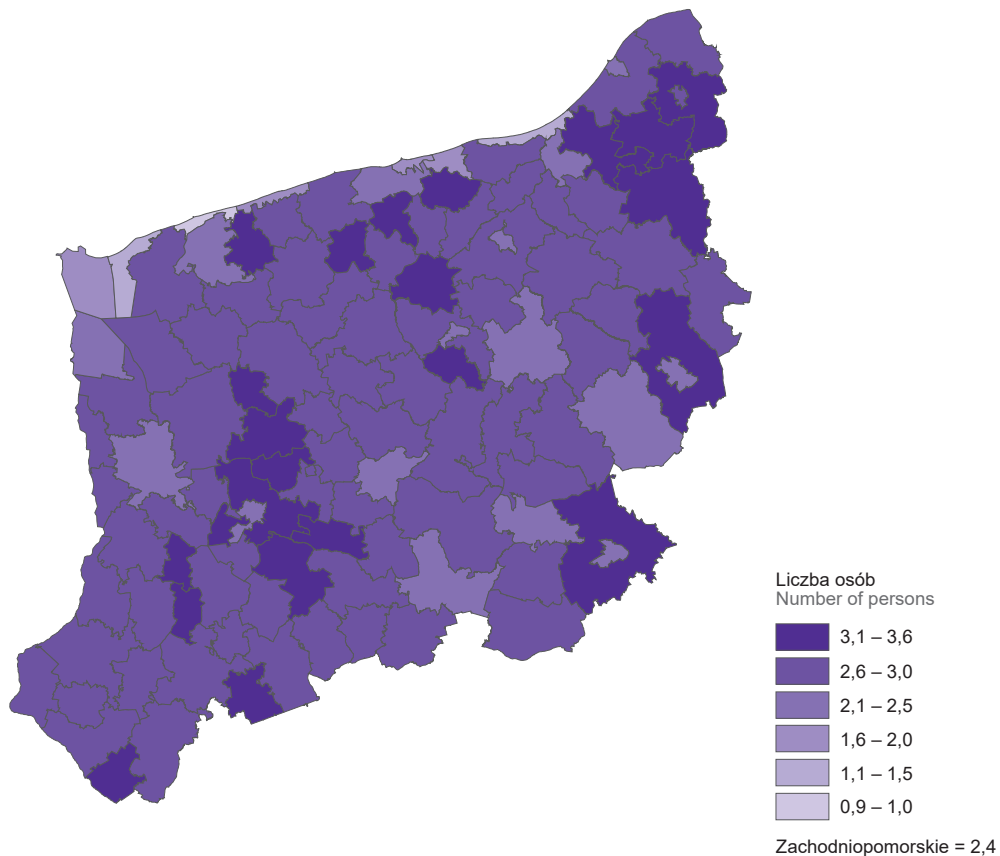 Liczba osób
Number of persons
3,1 – 3,6
2,6 – 3,0
2,1 – 2,5
1,6 – 2,0
1,1 – 1,5
0,9 – 1,0
Zachodniopomorskie = 2,4